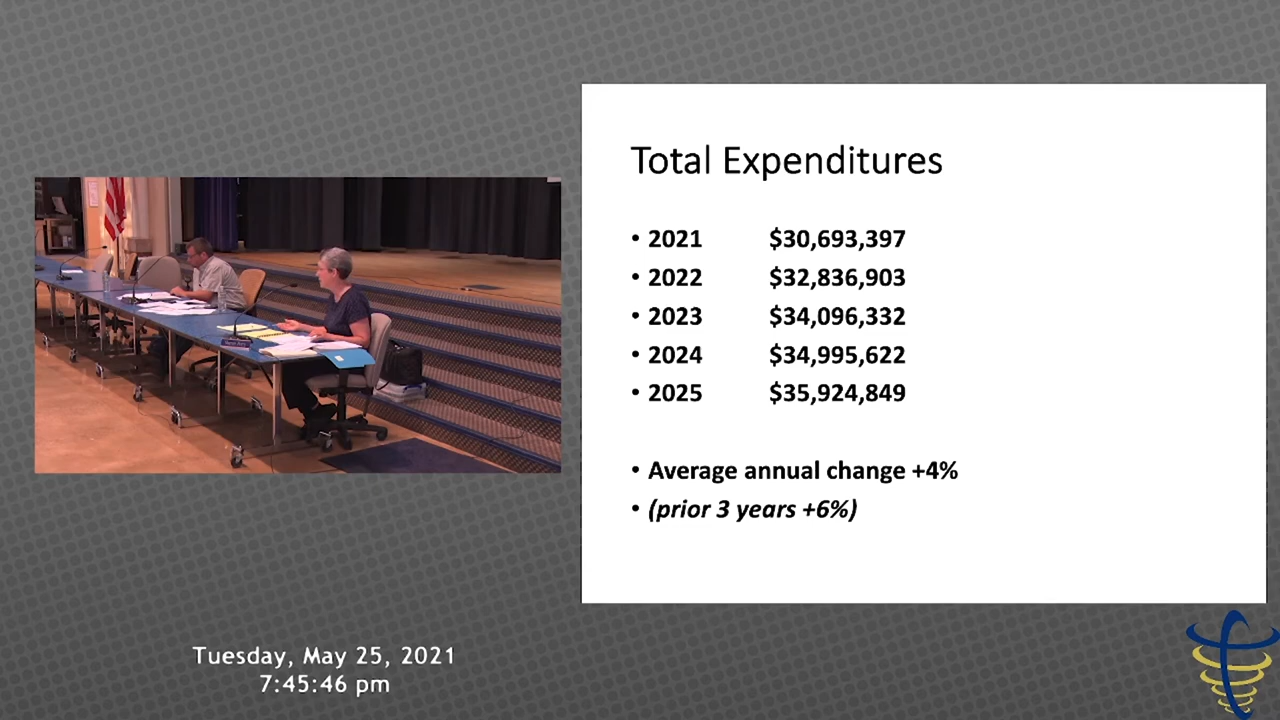 Total Expenditures
• 2021 $30,693,397
• 2022 $32,836,903
• 2023 $34,096,332
• 2024 $34,995,622
• 2025 $35,924,849
• Average annual change +4%
• (prior 3 years +6%)
Tuesday, May 25, 2021
7:45:46 pm